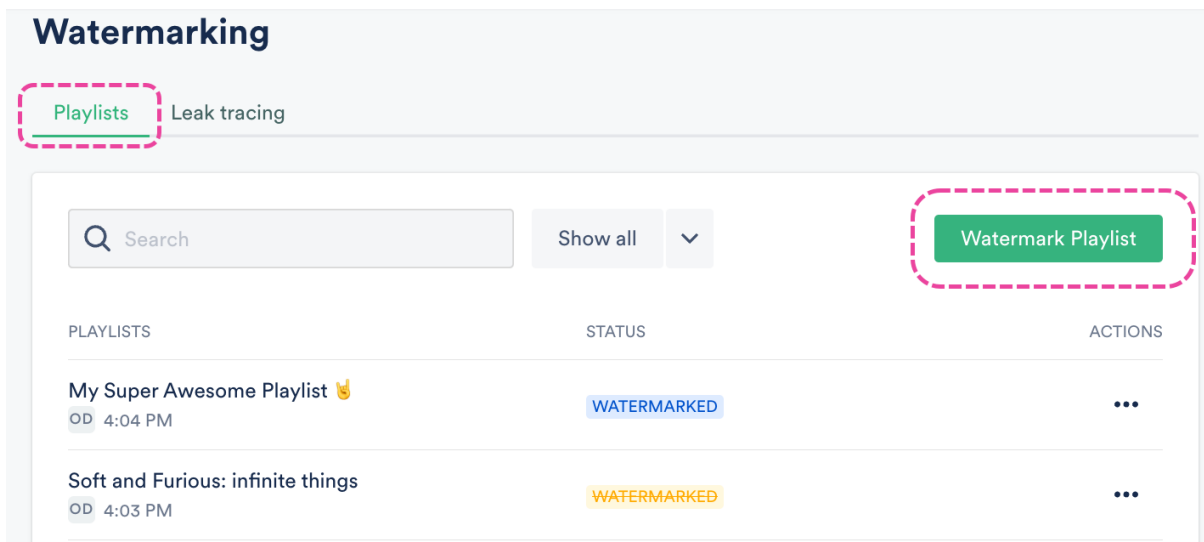 Watermarking
Playlists Leak tracing
Search Show all Watermark Playlist
PLAYLISTS STATUS ACTIONS
My Super Awesome Playlist 🤘
WATERMARKED
OD 4:04 PM
Soft and Furious: infinite things
WATERMARKED
OD 4:03 PM